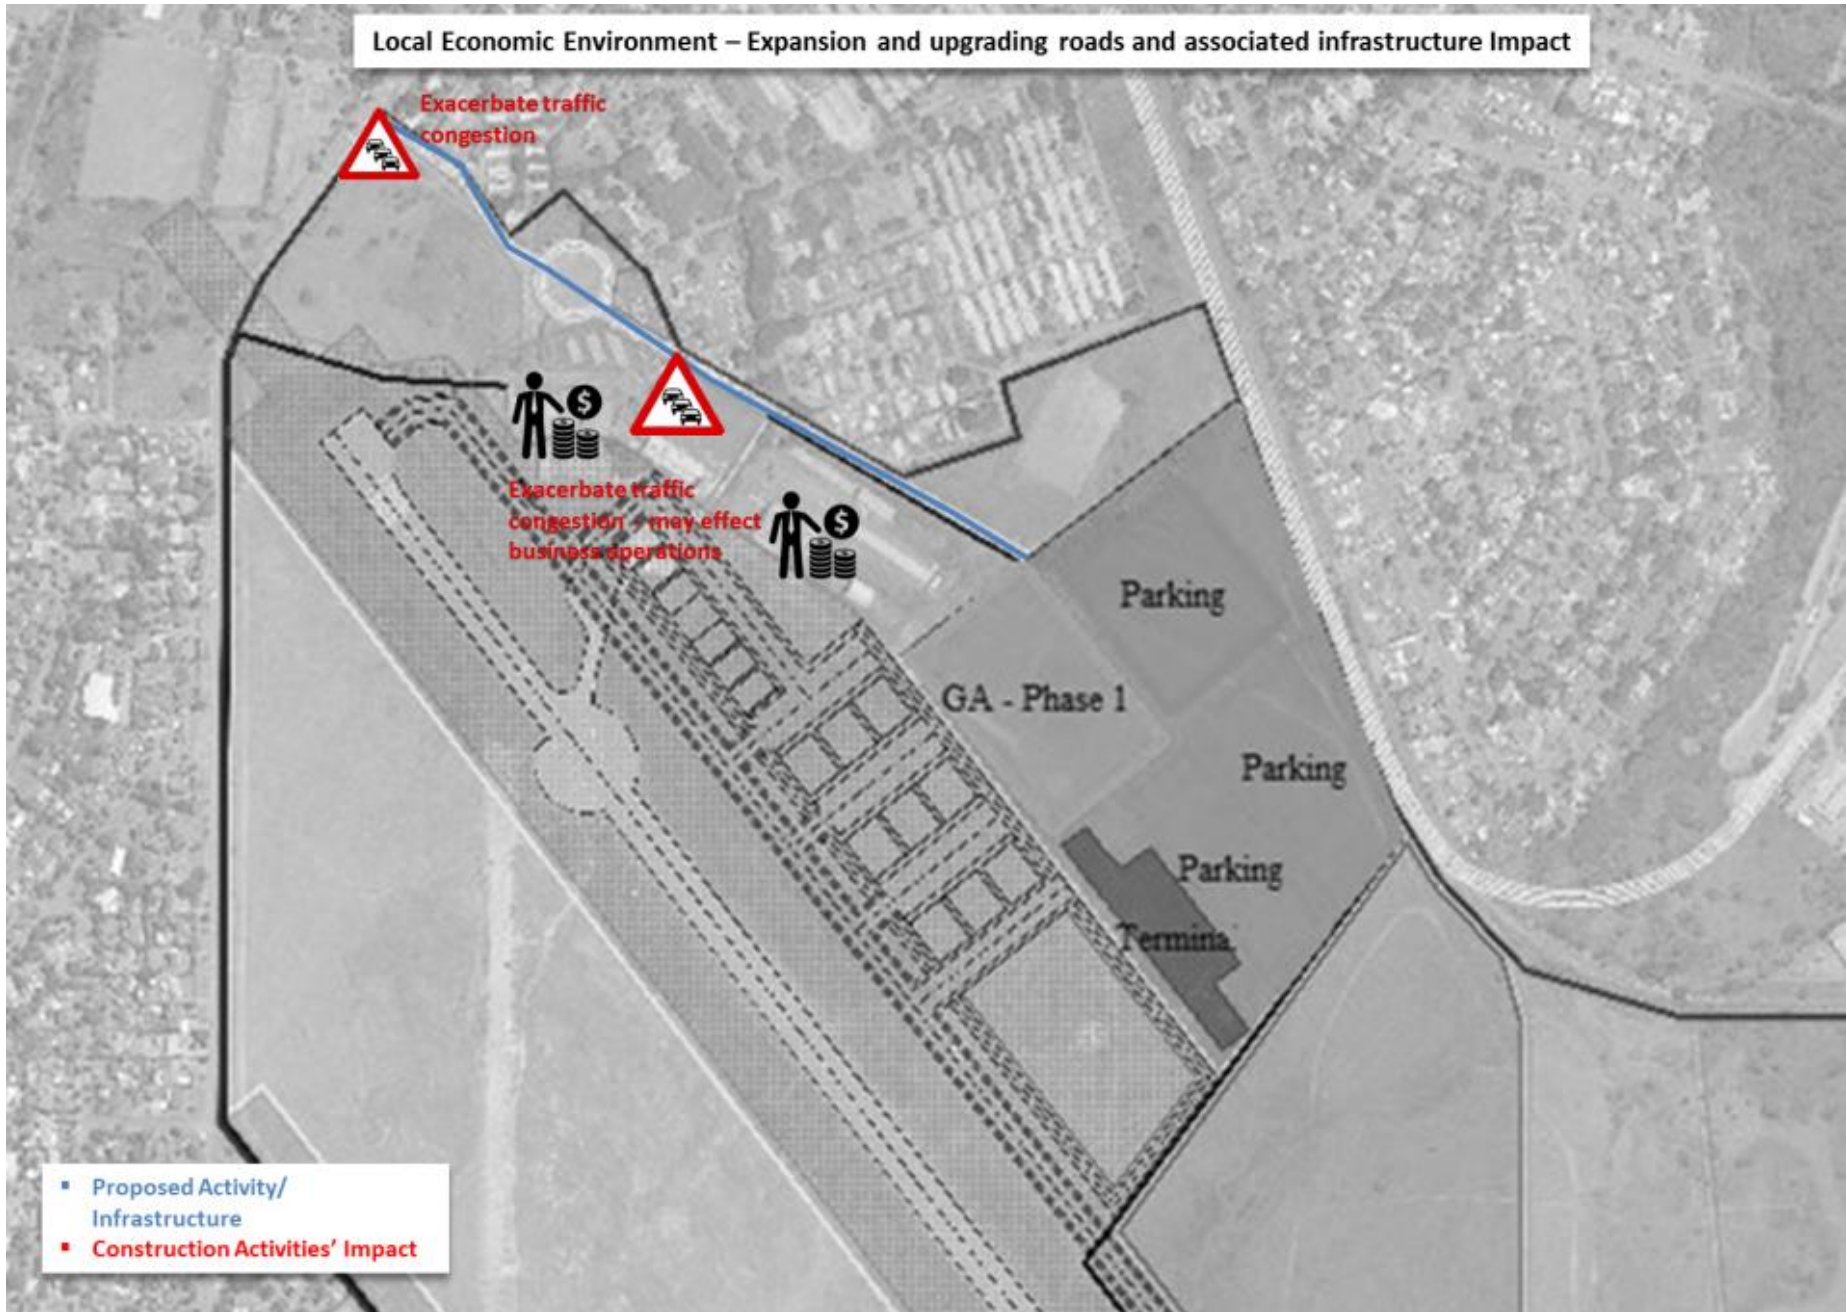 Local Economic Environment – Expansion and upgrading roads and associated infrastructure Impact
Exacerbate traffic
congestion
$
Exacerbate traffic
congestion – may effect
business operations
$
Parking
GA - Phase 1
Parking
Parking
Terminal
Proposed Activity/
Infrastructure
Construction Activities' Impact